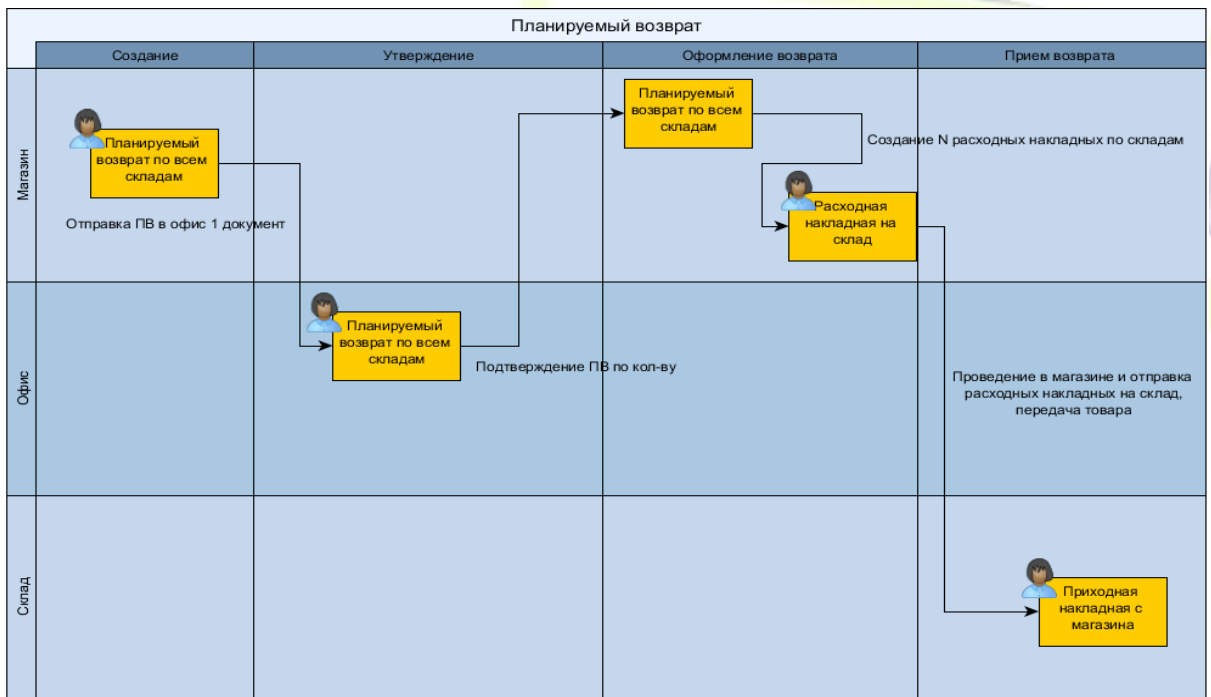 Планируемый возврат
Создание
Утверждение
Оформление возврата
Прием возврата
Магазин
Планируемый
возврат по всем
складам
Отправка ПВ в офис 1 документ
Планируемый
возврат по всем
складам
Создание N расходных накладных по складам
Расходная
накладная на
склад
Офис
Планируемый
возврат по всем
складам
Подтверждение ПВ по кол-ву
Проведение в магазине и отправка
расходных накладных на склад,
передача товара
Склад
Приходная
накладная с
магазина